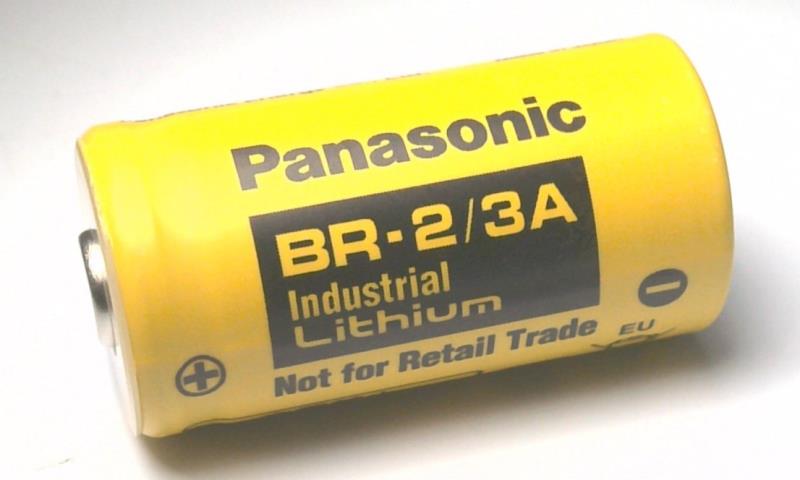 Panasonic
BR-2/3A
Industrial
Lithium
Not for Retail Trade
EU